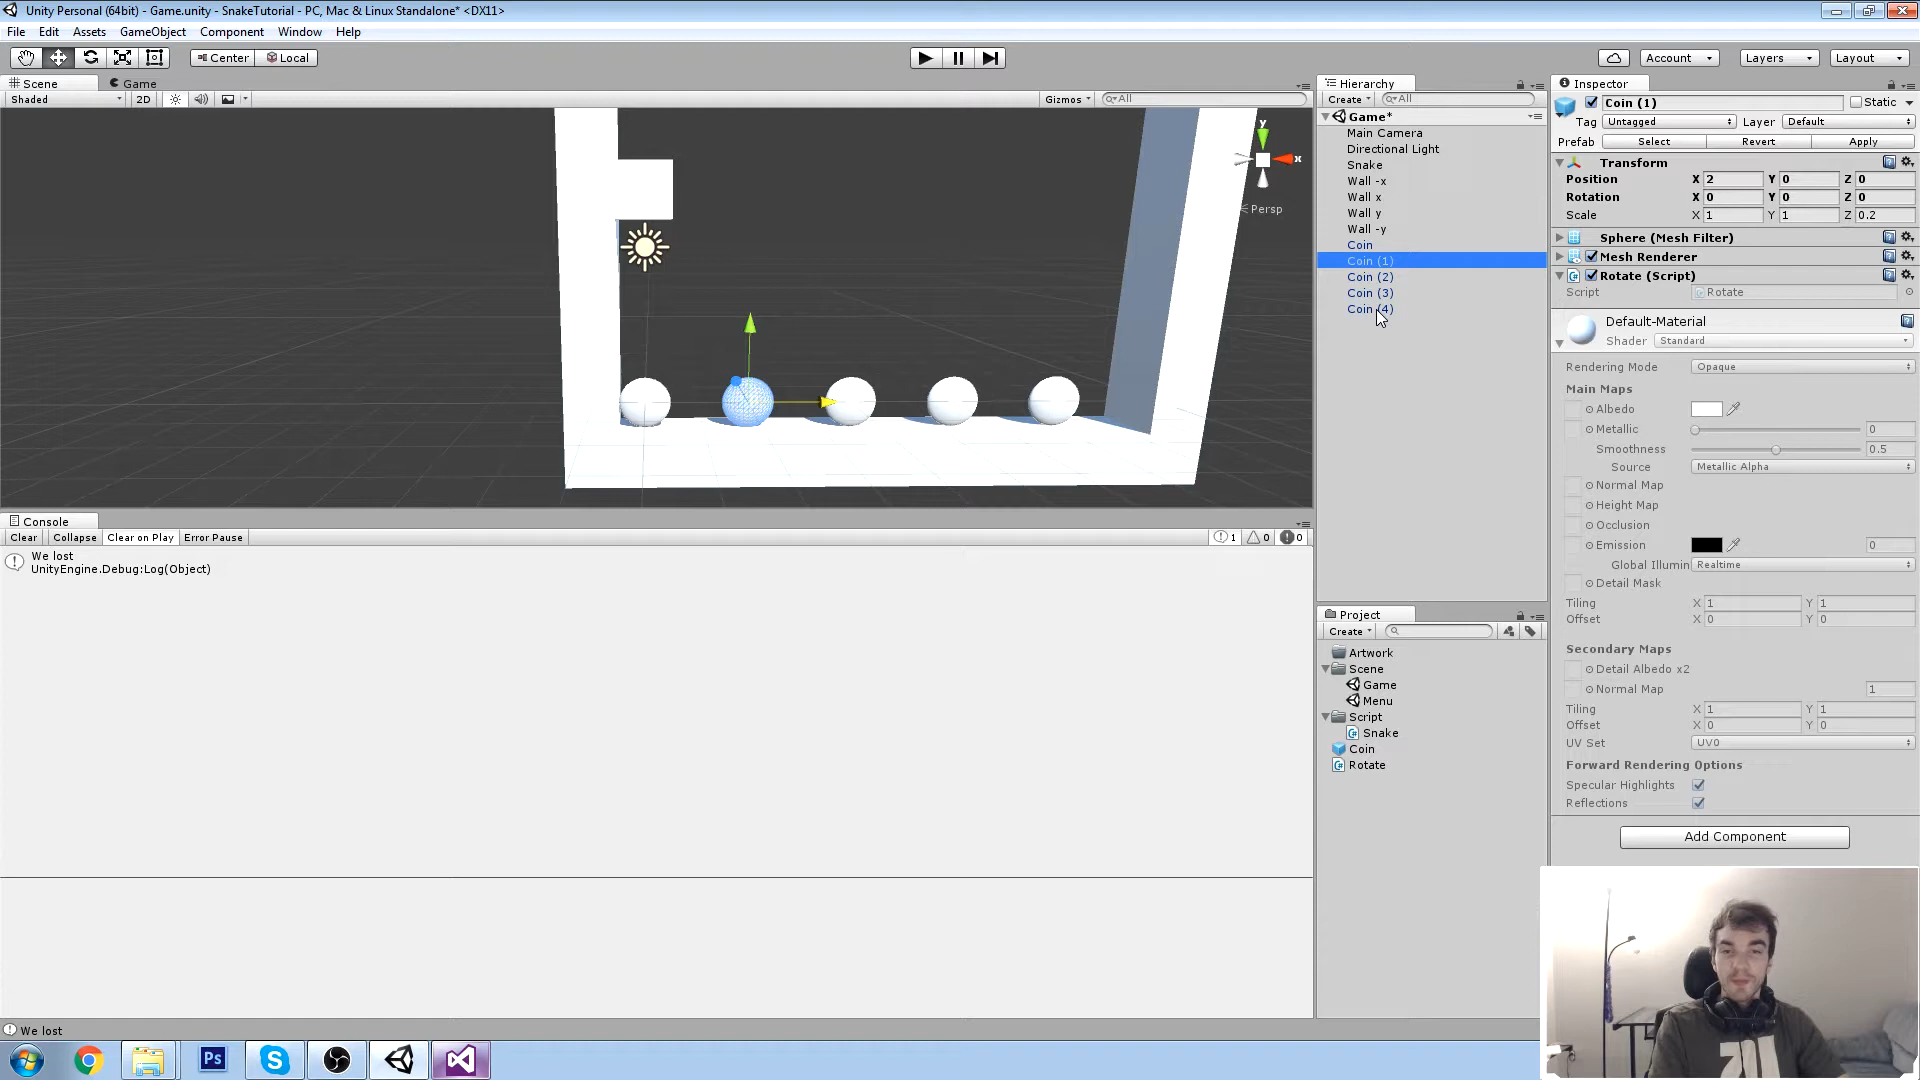 Unity Personal (64bit) - Game.unity - SnakeTutorial - PC, Mac & Linux Standalone* <DX11>
File Edit Assets GameObject Component Window Help
Center Local Account Layers Layout
Scene Game
Shaded 2D Gizmos All
Hierarchy
Create All
Game*
Main Camera
Directional Light
Snake
Wall -x
Wall x
Wall y
Wall -y
Coin
Coin (1)
Coin (2)
Coin (3)
Coin (4)
y
x
Persp
Inspector
Coin (1) Static
Tag Untagged Layer Default
Prefab Select Revert Apply
Transform
Position X 2 Y 0 Z 0
Rotation X 0 Y 0 Z 0
Scale X 1 Y 1 Z 0.2
Sphere (Mesh Filter)
Mesh Renderer
Rotate (Script)
Script Rotate
Default-Material
Shader Standard
Rendering Mode Opaque
Main Maps
Albedo
Metallic 0
Smoothness 0.5
Source Metallic Alpha
Normal Map
Height Map
Occlusion
Emission 0
Global Illumin Realtime
Detail Mask
Tiling X 1 Y 1
Offset X 0 Y 0
Secondary Maps
Detail Albedo x2
Normal Map 1
Tiling X 1 Y 1
Offset X 0 Y 0
UV Set UV0
Forward Rendering Options
Specular Highlights
Reflections
Add Component
Console
Clear Collapse Clear on Play Error Pause 1 0 0
We lost
UnityEngine.Debug:Log(Object)
Project
Create
Artwork
Scene
Game
Menu
Script
Snake
Coin
Rotate
We lost
Ps